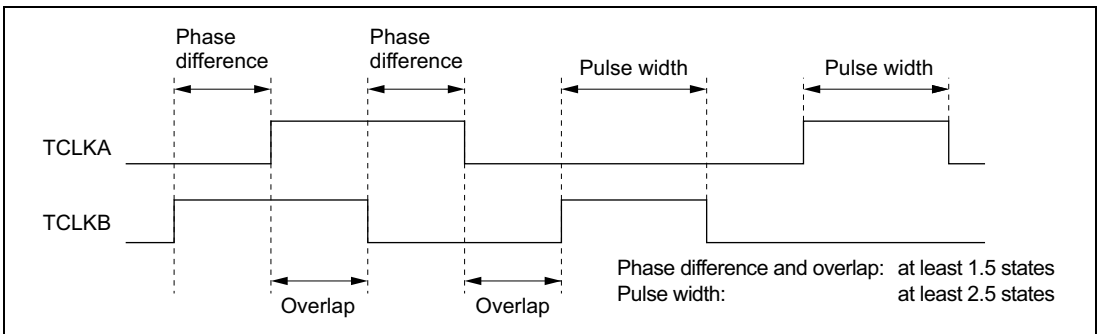 Phase
difference
Phase
difference
Pulse width
Pulse width
TCLKA
TCLKB
Overlap
Overlap
Phase difference and overlap: at least 1.5 states
Pulse width: at least 2.5 states